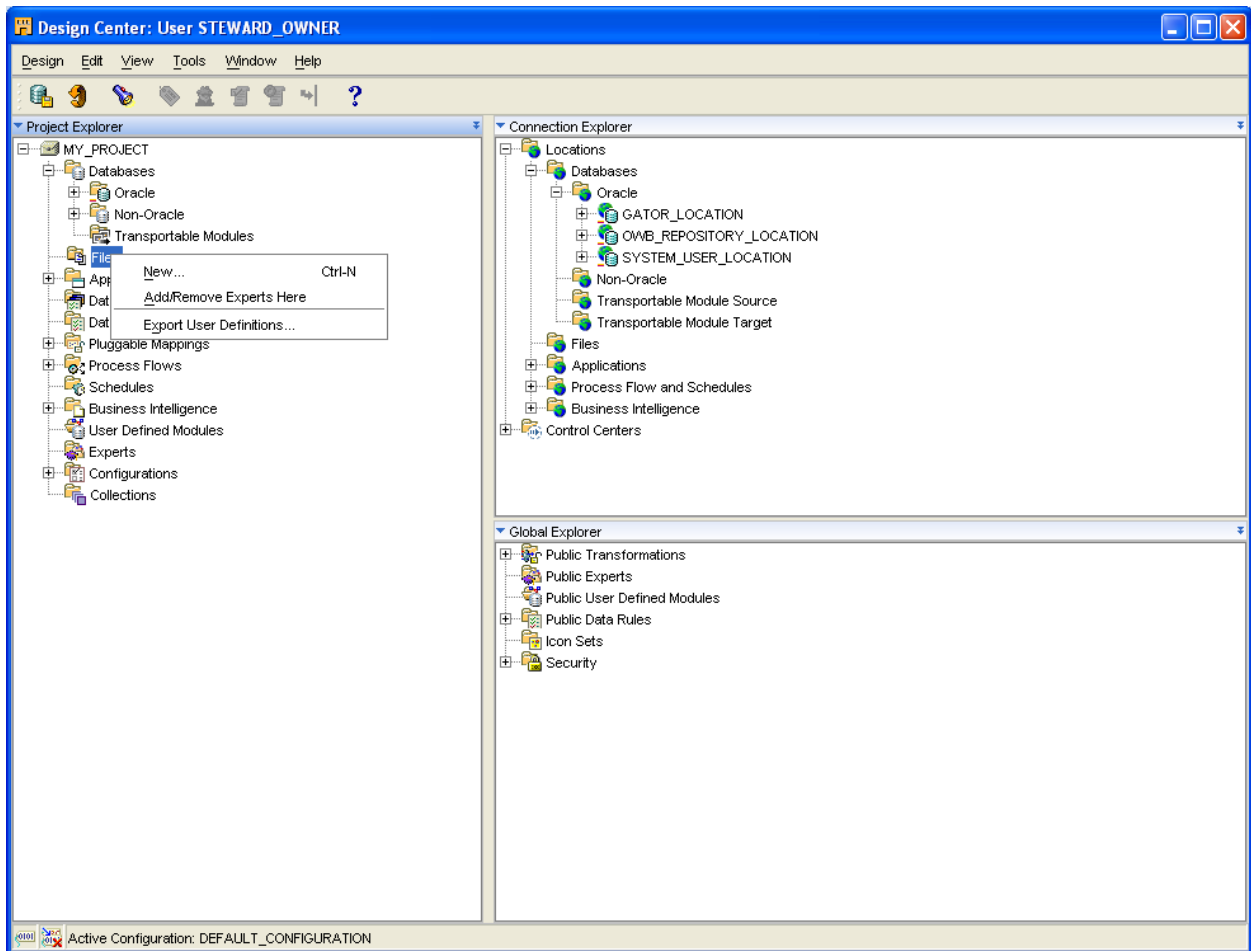 Design Center: User STEWARD_OWNER
Design Edit View Tools Window Help
?
Project Explorer
MY_PROJECT
Databases
Oracle
Non-Oracle
Transportable Modules
File
App
Dat
Dat
Pluggable Mappings
Process Flows
Schedules
Business Intelligence
User Defined Modules
Experts
Configurations
Collections
New... Ctrl-N
Add/Remove Experts Here
Export User Definitions...
Connection Explorer
Locations
Databases
Oracle
GATOR_LOCATION
OWB_REPOSITORY_LOCATION
SYSTEM_USER_LOCATION
Non-Oracle
Transportable Module Source
Transportable Module Target
Files
Applications
Process Flow and Schedules
Business Intelligence
Control Centers
Global Explorer
Public Transformations
Public Experts
Public User Defined Modules
Public Data Rules
Icon Sets
Security
Active Configuration: DEFAULT_CONFIGURATION